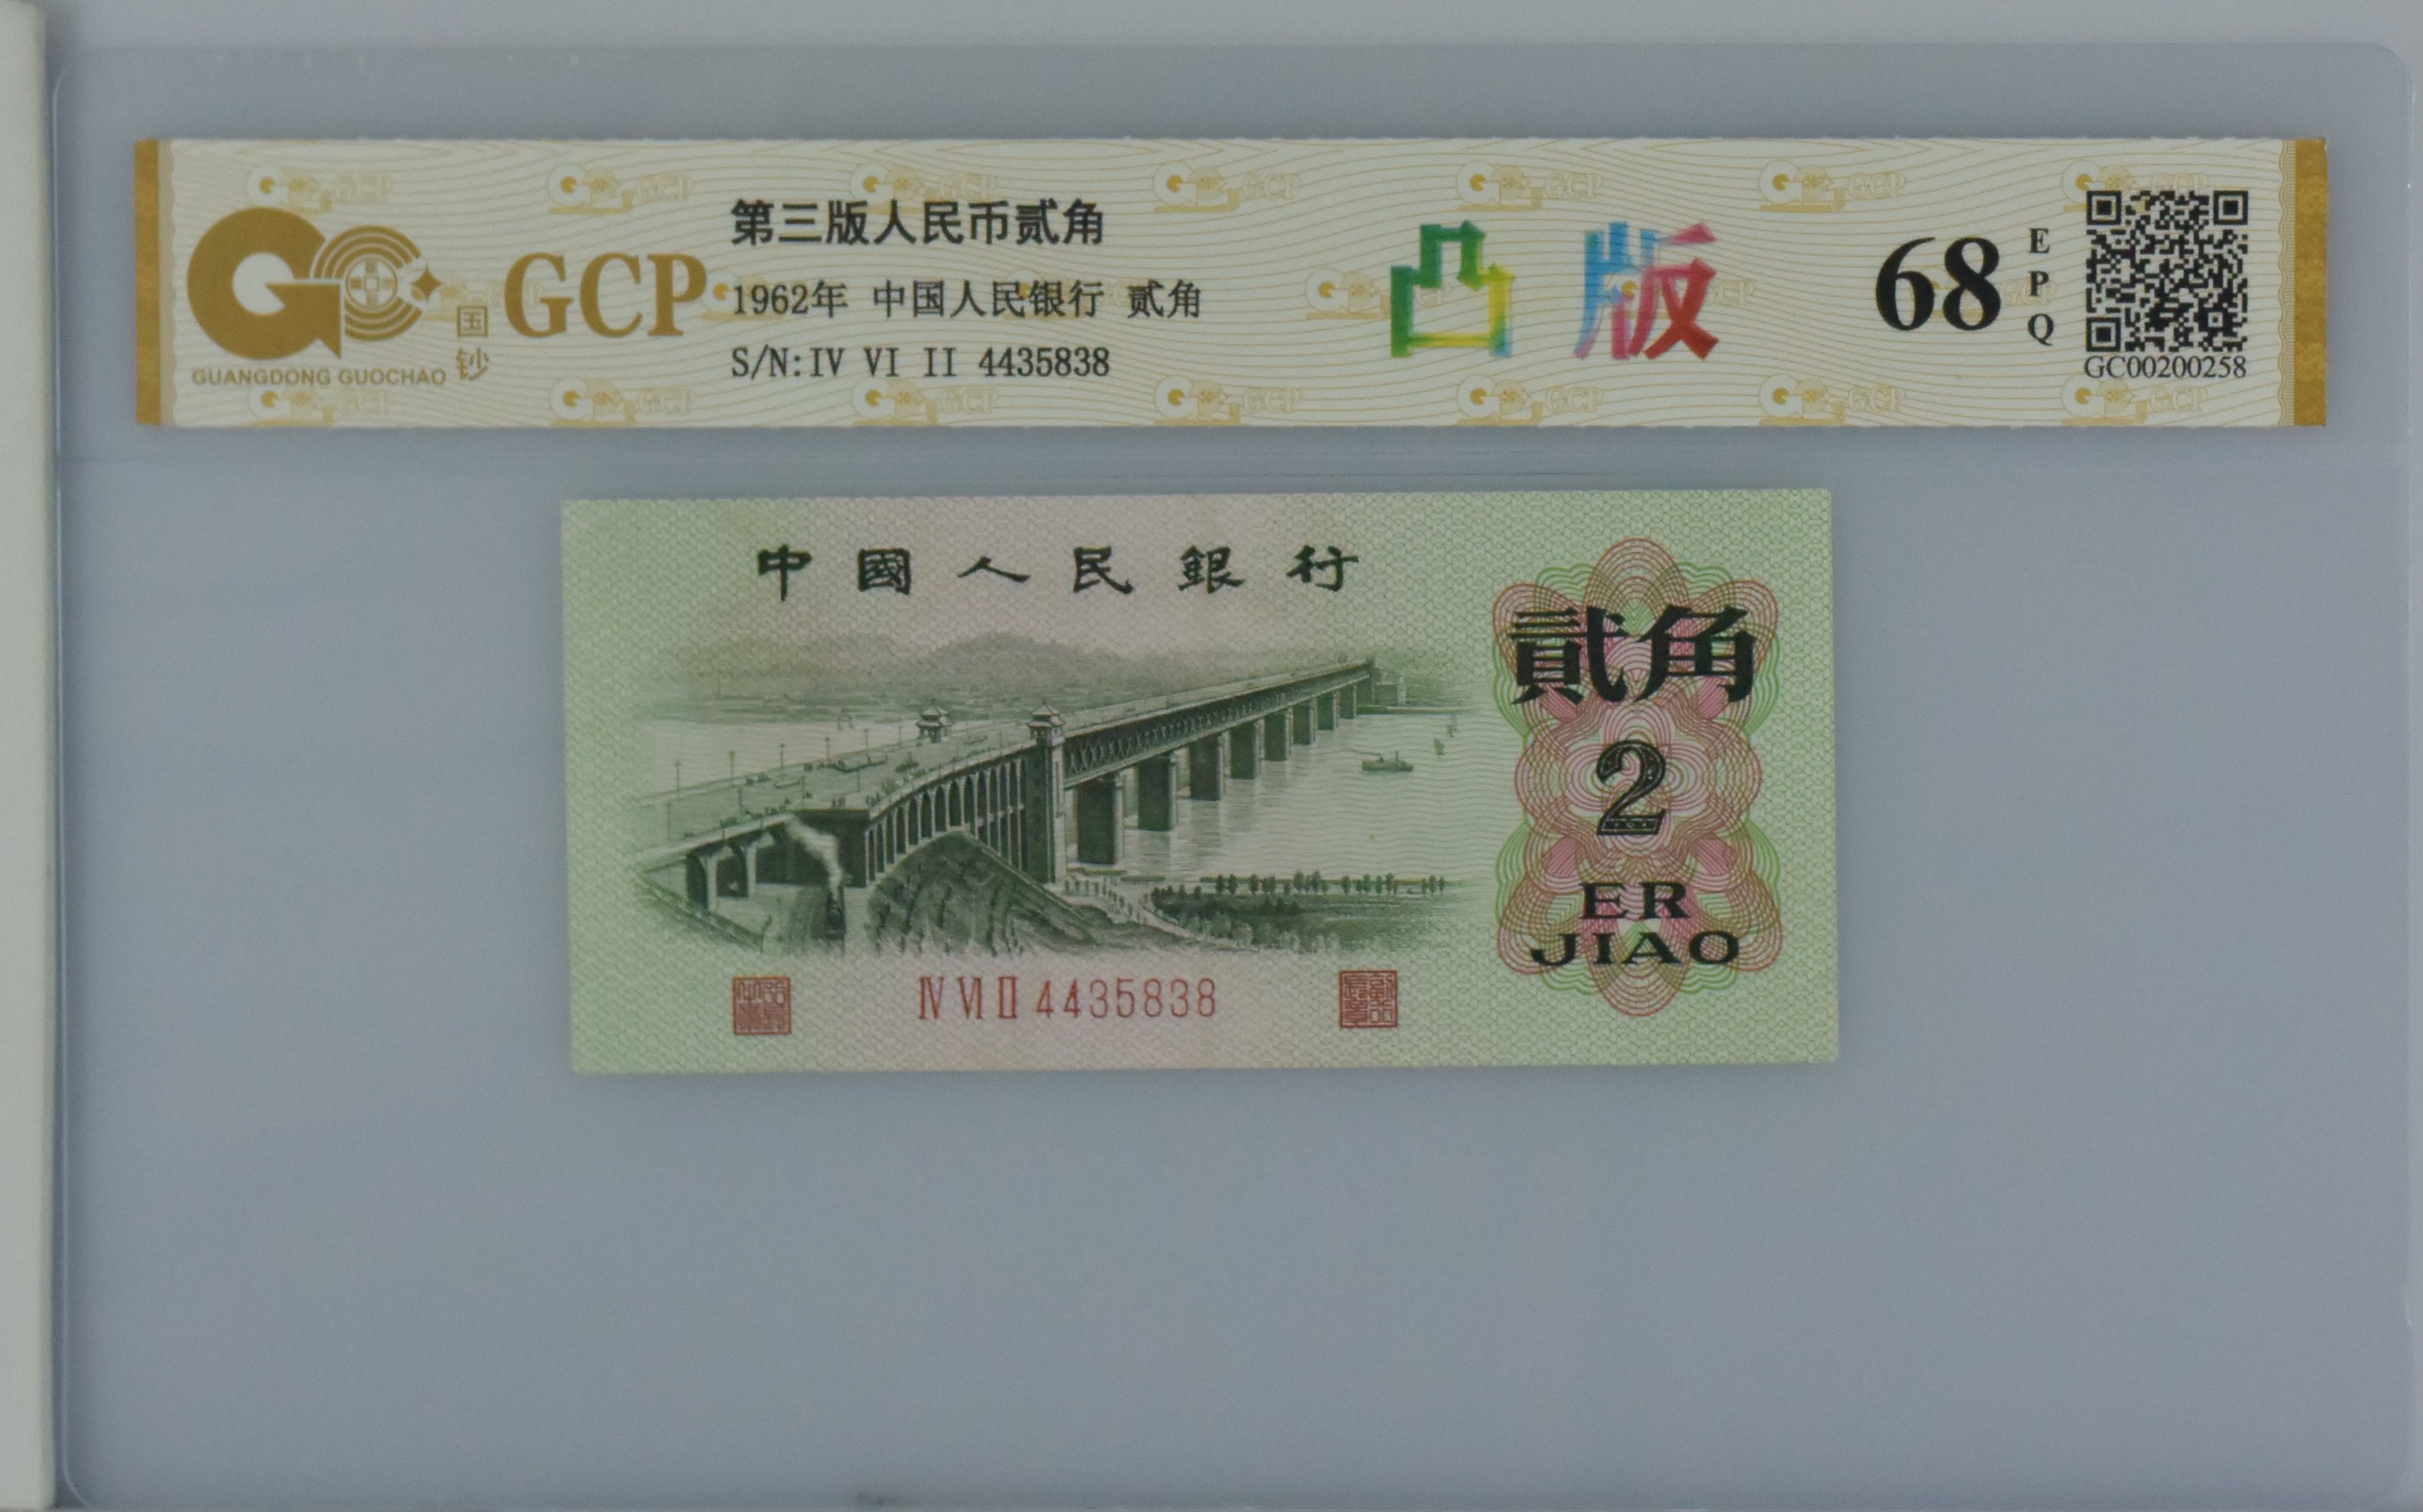 GUANGDONG GUOCHAO
国钞
GCP
第三版人民币贰角
1962年 中国人民银行 贰角
S/N:IV VI II 4435838
凸版
68
EPQ
GC00200258
中國人民銀行
貳角
2
ER
JIAO
Ⅳ Ⅵ Ⅱ 4435838